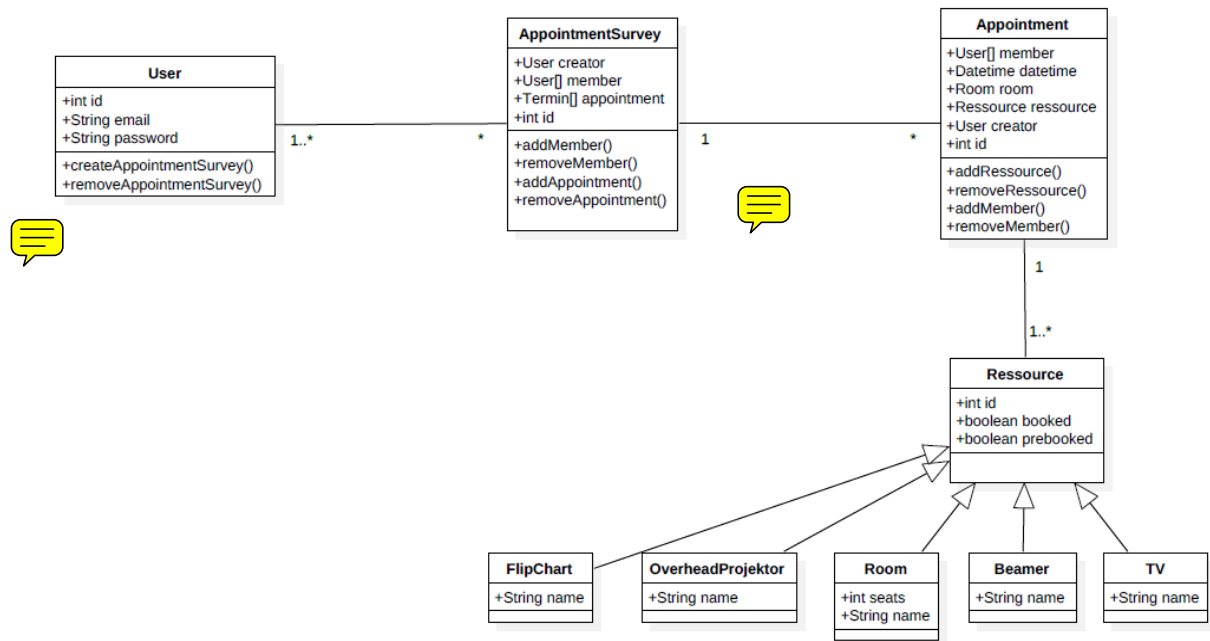 User
+int id
+String email
+String password
+createAppointmentSurvey()
+removeAppointmentSurvey()
1..*
*
AppointmentSurvey
+User creator
+User[] member
+Termin[] appointment
+int id
+addMember()
+removeMember()
+addAppointment()
+removeAppointment()
1
*
Appointment
+User[] member
+Datetime datetime
+Room room
+Ressource ressource
+User creator
+int id
+addRessource()
+removeRessource()
+addMember()
+removeMember()
1
1..*
Ressource
+int id
+boolean booked
+boolean prebooked
FlipChart
+String name
OverheadProjektor
+String name
Room
+int seats
+String name
Beamer
+String name
TV
+String name